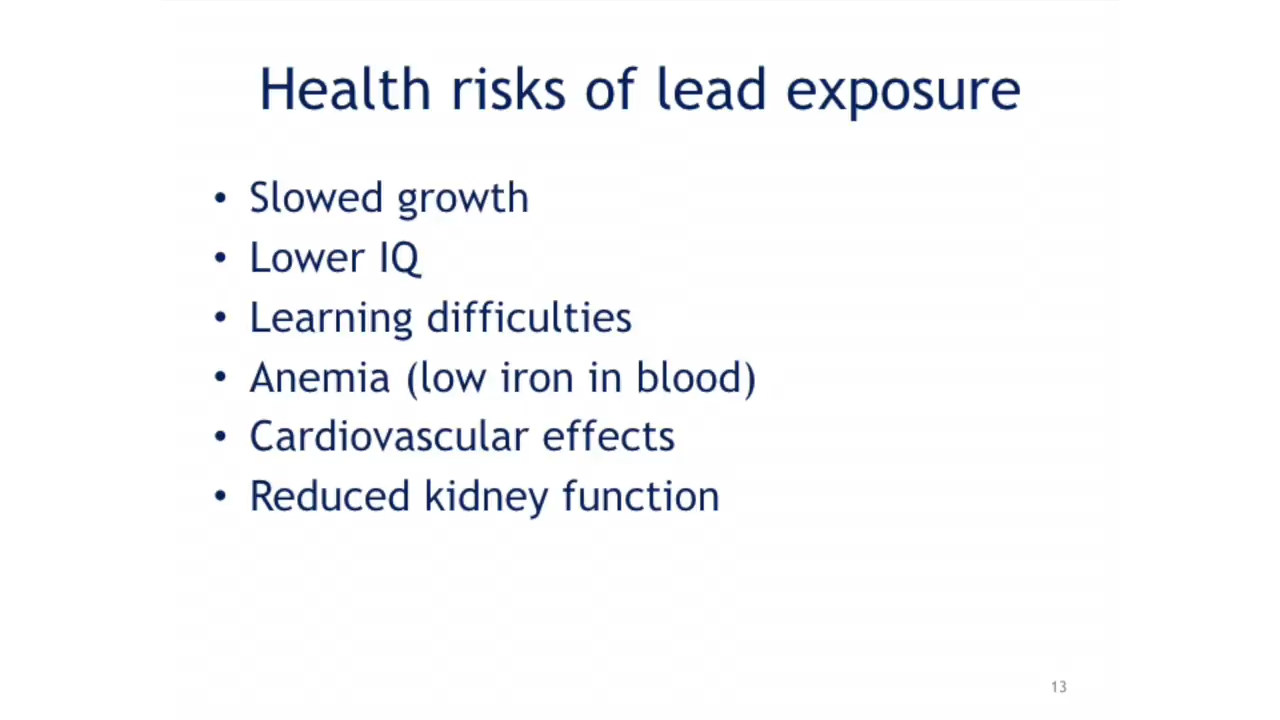 Health risks of lead exposure
• Slowed growth
• Lower IQ
• Learning difficulties
• Anemia (low iron in blood)
• Cardiovascular effects
• Reduced kidney function
13